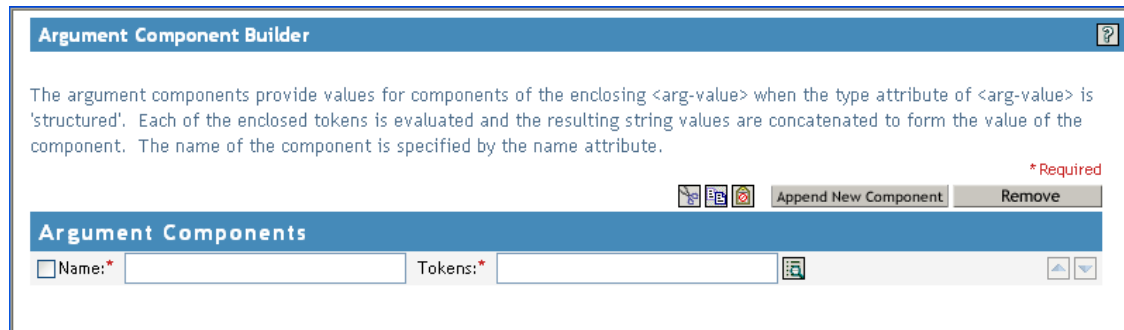 Argument Component Builder
?
The argument components provide values for components of the enclosing <arg-value> when the type attribute of <arg-value> is
'structured'. Each of the enclosed tokens is evaluated and the resulting string values are concatenated to form the value of the
component. The name of the component is specified by the name attribute.
* Required
Append New Component Remove
Argument Components
Name:* Tokens:*